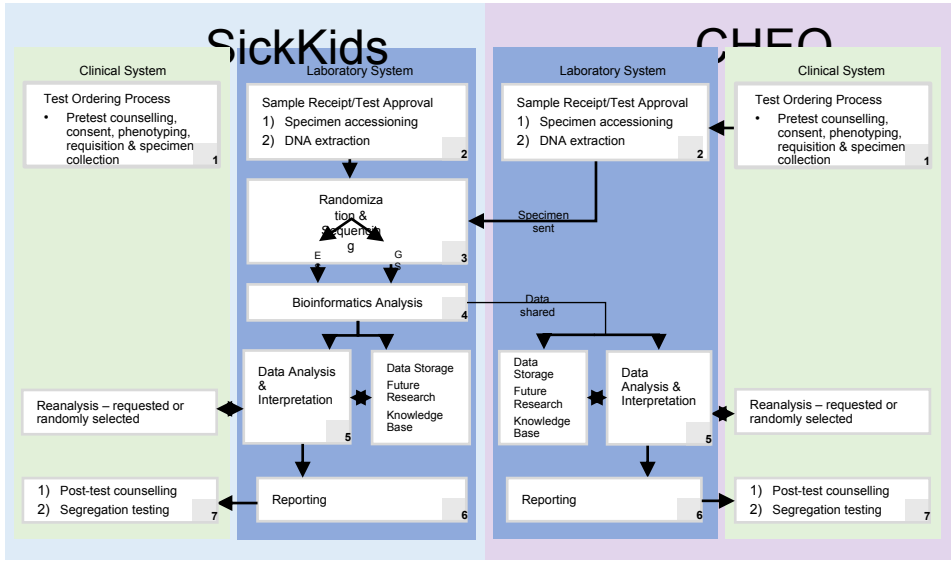 SickKids
CHEO
Clinical System
Laboratory System
Laboratory System
Clinical System
Test Ordering Process
• Pretest counselling,
consent, phenotyping,
requisition & specimen
collection
1
Sample Receipt/Test Approval
1) Specimen accessioning
2) DNA extraction
2
Sample Receipt/Test Approval
1) Specimen accessioning
2) DNA extraction
2
Test Ordering Process
• Pretest counselling,
consent, phenotyping,
requisition & specimen
collection
1
Randomiza
tion &
Sequencin
g
3
ES
GS
Specimen
sent
Bioinformatics Analysis
4
Data
shared
Data Analysis
&
Interpretation
5
Data Storage
Future
Research
Knowledge
Base
Data
Storage
Future
Research
Knowledge
Base
Data
Analysis &
Interpretation
5
Reanalysis – requested or
randomly selected
Reanalysis – requested or
randomly selected
1) Post-test counselling
2) Segregation testing
7
Reporting
6
Reporting
6
1) Post-test counselling
2) Segregation testing
7